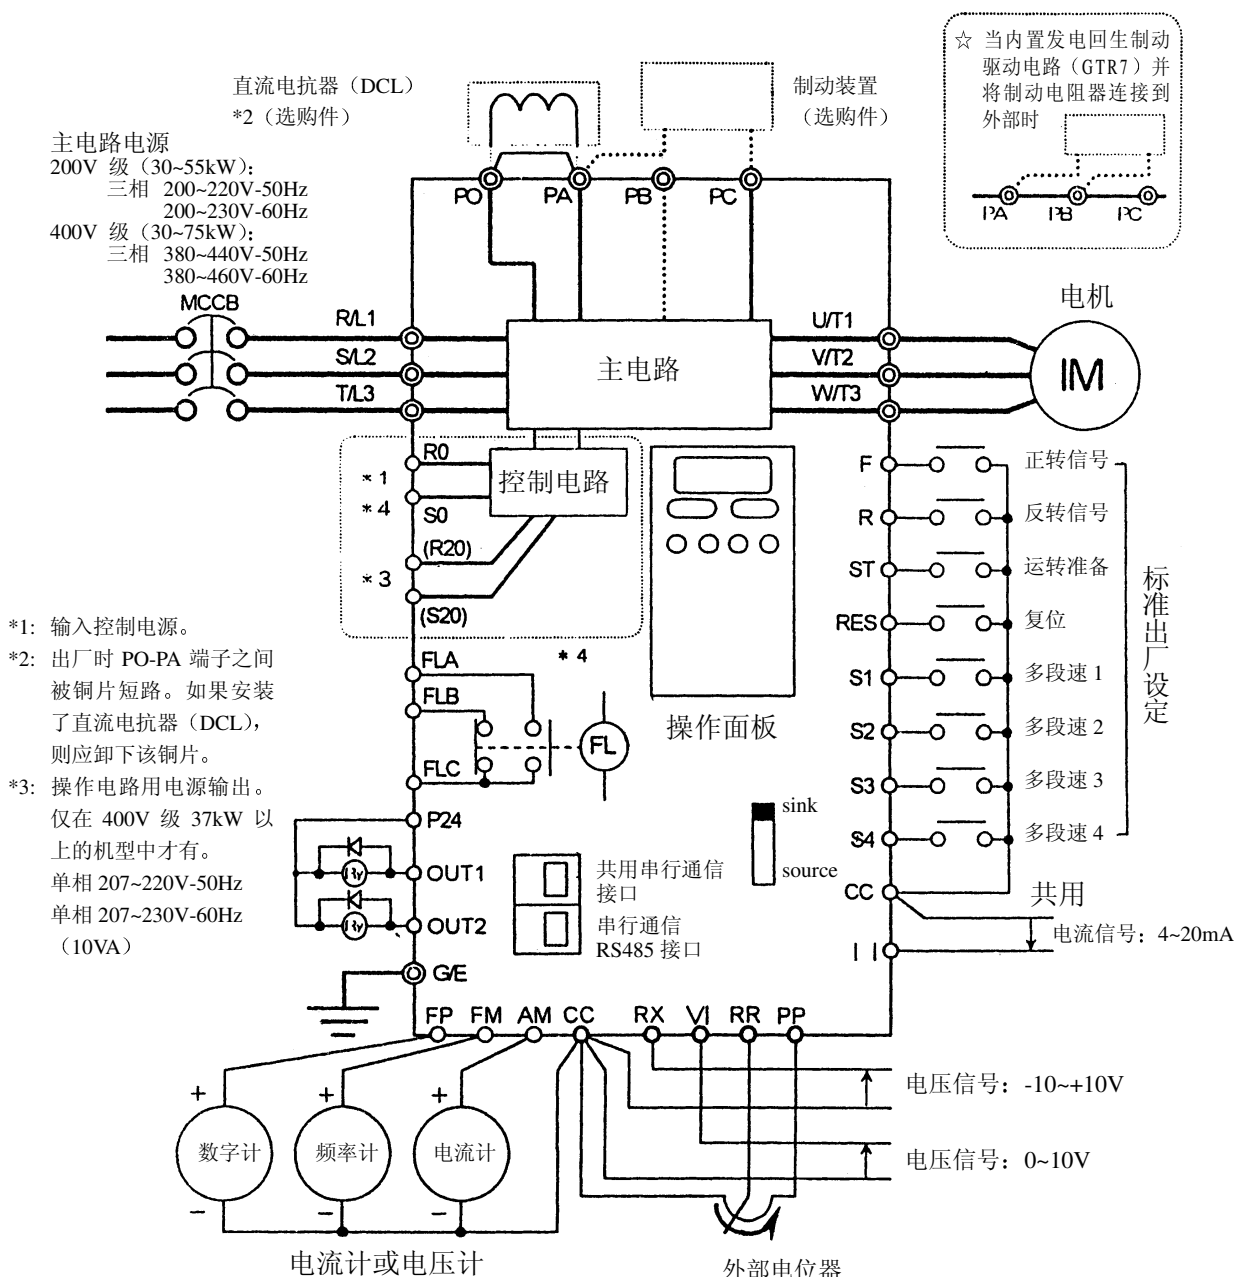 ☆ 当内置发电回生制动
驱动电路（GTR7）并
将制动电阻器连接到
外部时
PA PB PC
直流电抗器（DCL）
*2（选购件）
制动装置
（选购件）
主电路电源
200V 级（30~55kW）：
三相 200~220V-50Hz
200~230V-60Hz
400V 级（30~75kW）：
三相 380~440V-50Hz
380~460V-60Hz
PO PA PB PC
MCCB
R/L1
S/L2
T/L3
主电路
U/T1
V/T2
W/T3
电机
IM
R0
* 1
* 4
S0
控制电路
(R20)
* 3
(S20)
* 4
FLA
FLB
FLC
FL
操作面板
F 正转信号
R 反转信号
ST 运转准备
RES 复位
S1 多段速 1
S2 多段速 2
S3 多段速 3
S4 多段速 4
标准出厂设定
CC 共用
I I 电流信号：4~20mA
*1: 输入控制电源。
*2: 出厂时 PO-PA 端子之间
被铜片短路。如果安装
了直流电抗器（DCL），
则应卸下该铜片。
*3: 操作电路用电源输出。
仅在 400V 级 37kW 以
上的机型中才有。
单相 207~220V-50Hz
单相 207~230V-60Hz
（10VA）
P24
OUT1
Ry
OUT2
Ry
G/E
sink
source
共用串行通信
接口
串行通信
RS485 接口
FP FM AM CC RX VI RR PP
+ + +
数字计 频率计 电流计
− − −
电流计或电压计
电压信号：-10~+10V
电压信号：0~10V
外部电位器